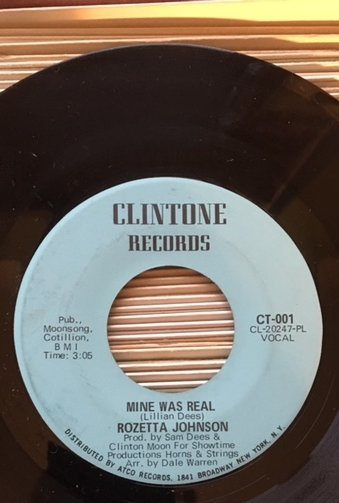 CLINTONE
RECORDS
Pub.,
Moonsong,
Cotillion,
BMI
Time: 3:05
CT-001
CL-20247-PL
VOCAL
MINE WAS REAL
(Lillian Dees)
ROZETTA JOHNSON
Prod. by Sam Dees &
Clinton Moon For Showtime
Productions Horns & Strings
Arr. by Dale Warren
DISTRIBUTED BY ATCO RECORDS, 1841 BROADWAY, NEW YORK, N.Y.